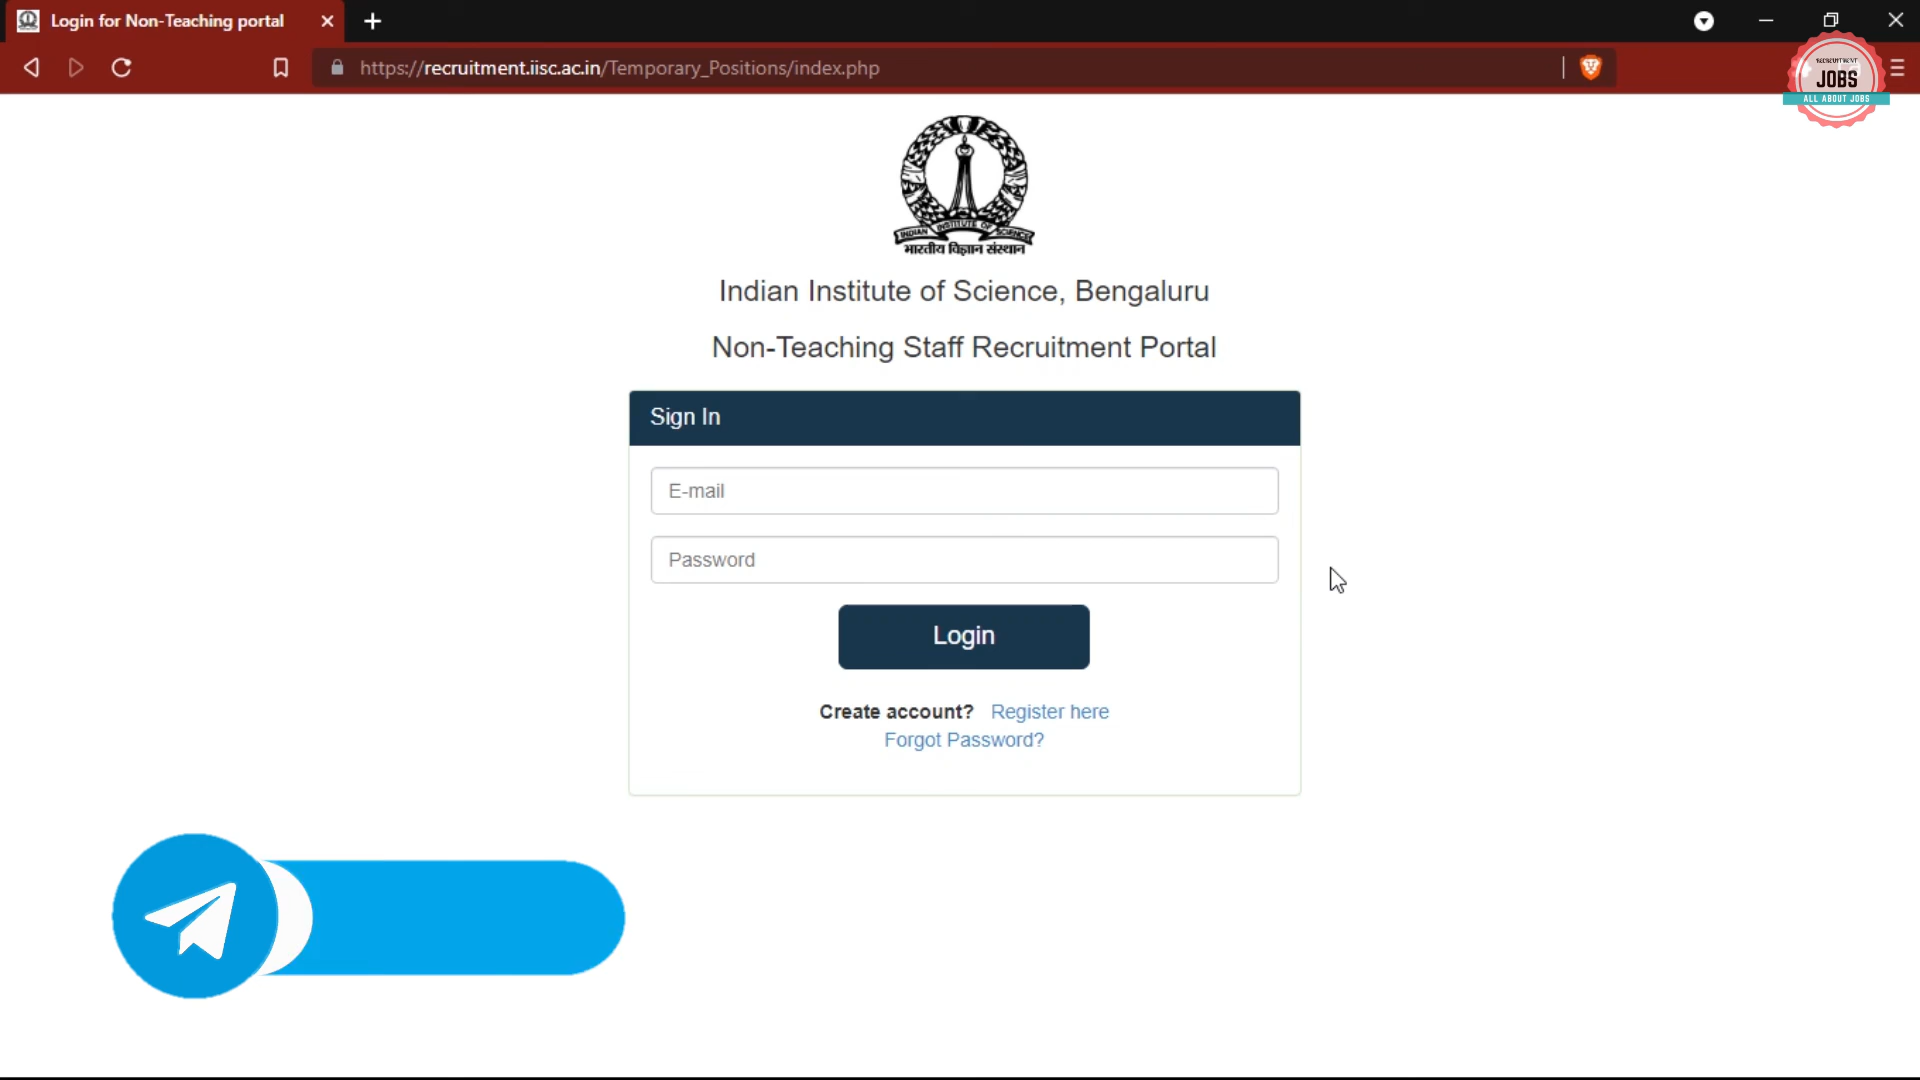 Login for Non-Teaching portal
https://recruitment.iisc.ac.in/Temporary_Positions/index.php
RECRUITMENT
JOBS
ALL ABOUT JOBS
INDIAN INSTITUTE OF SCIENCE
भारतीय विज्ञान संस्थान
Indian Institute of Science, Bengaluru
Non-Teaching Staff Recruitment Portal
Sign In
E-mail
Password
Login
Create account? Register here
Forgot Password?